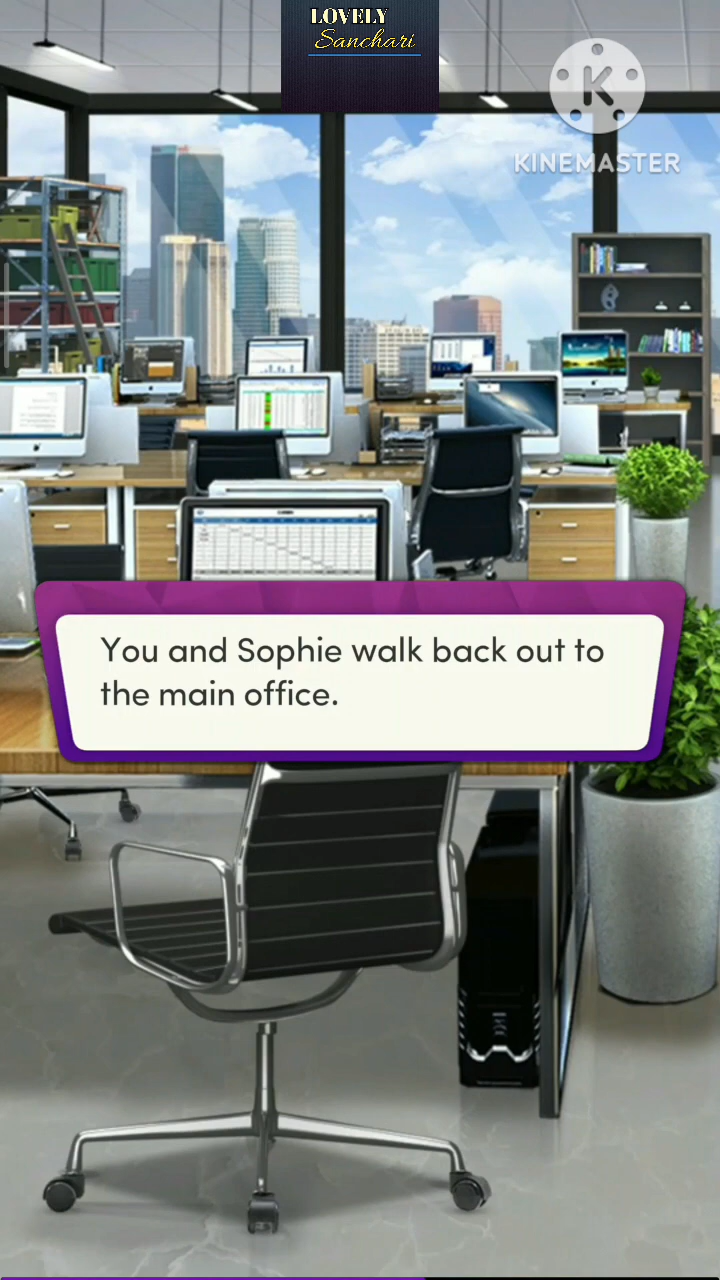 LOVELY
Sanchari
KINEMASTER
You and Sophie walk back out to
the main office.